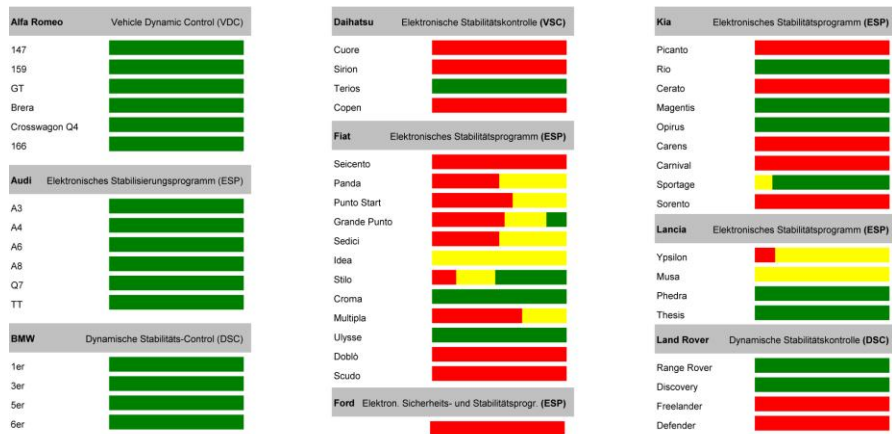 Alfa Romeo Vehicle Dynamic Control (VDC)
147
159
GT
Brera
Crosswagon Q4
166
Audi Elektronisches Stabilisierungsprogramm (ESP)
A3
A4
A6
A8
Q7
TT
BMW Dynamische Stabilitäts-Control (DSC)
1er
3er
5er
6er
Daihatsu Elektronische Stabilitätskontrolle (VSC)
Cuore
Sirion
Terios
Copen
Fiat Elektronisches Stabilitätsprogramm (ESP)
Seicento
Panda
Punto Start
Grande Punto
Sedici
Idea
Stilo
Croma
Multipla
Ulysse
Doblò
Scudo
Ford Elektron. Sicherheits- und Stabilitätsprogr. (ESP)
Kia Elektronisches Stabilitätsprogramm (ESP)
Picanto
Rio
Cerato
Magentis
Opirus
Carens
Carnival
Sportage
Sorento
Lancia Elektronisches Stabilitätsprogramm (ESP)
Ypsilon
Musa
Phedra
Thesis
Land Rover Dynamische Stabilitätskontrolle (DSC)
Range Rover
Discovery
Freelander
Defender